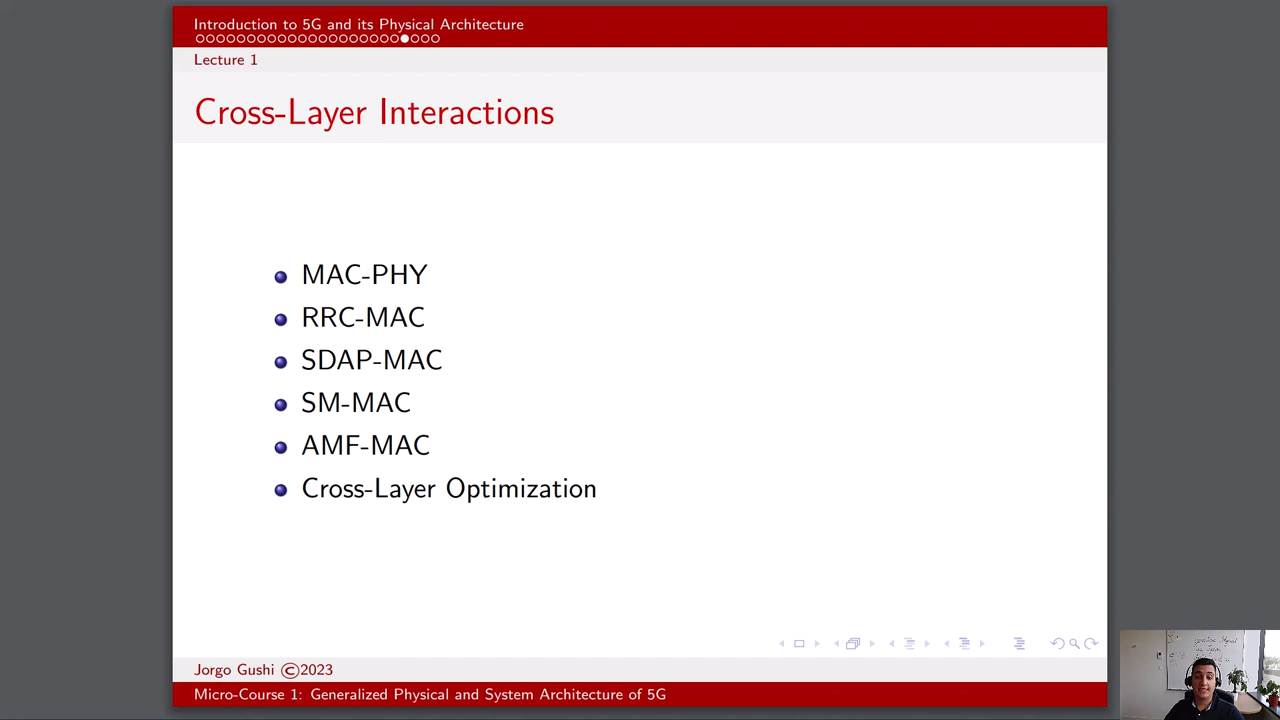 Introduction to 5G and its Physical Architecture
Lecture 1
Cross-Layer Interactions
MAC-PHY
RRC-MAC
SDAP-MAC
SM-MAC
AMF-MAC
Cross-Layer Optimization
Jorgo Gushi ©2023
Micro-Course 1: Generalized Physical and System Architecture of 5G